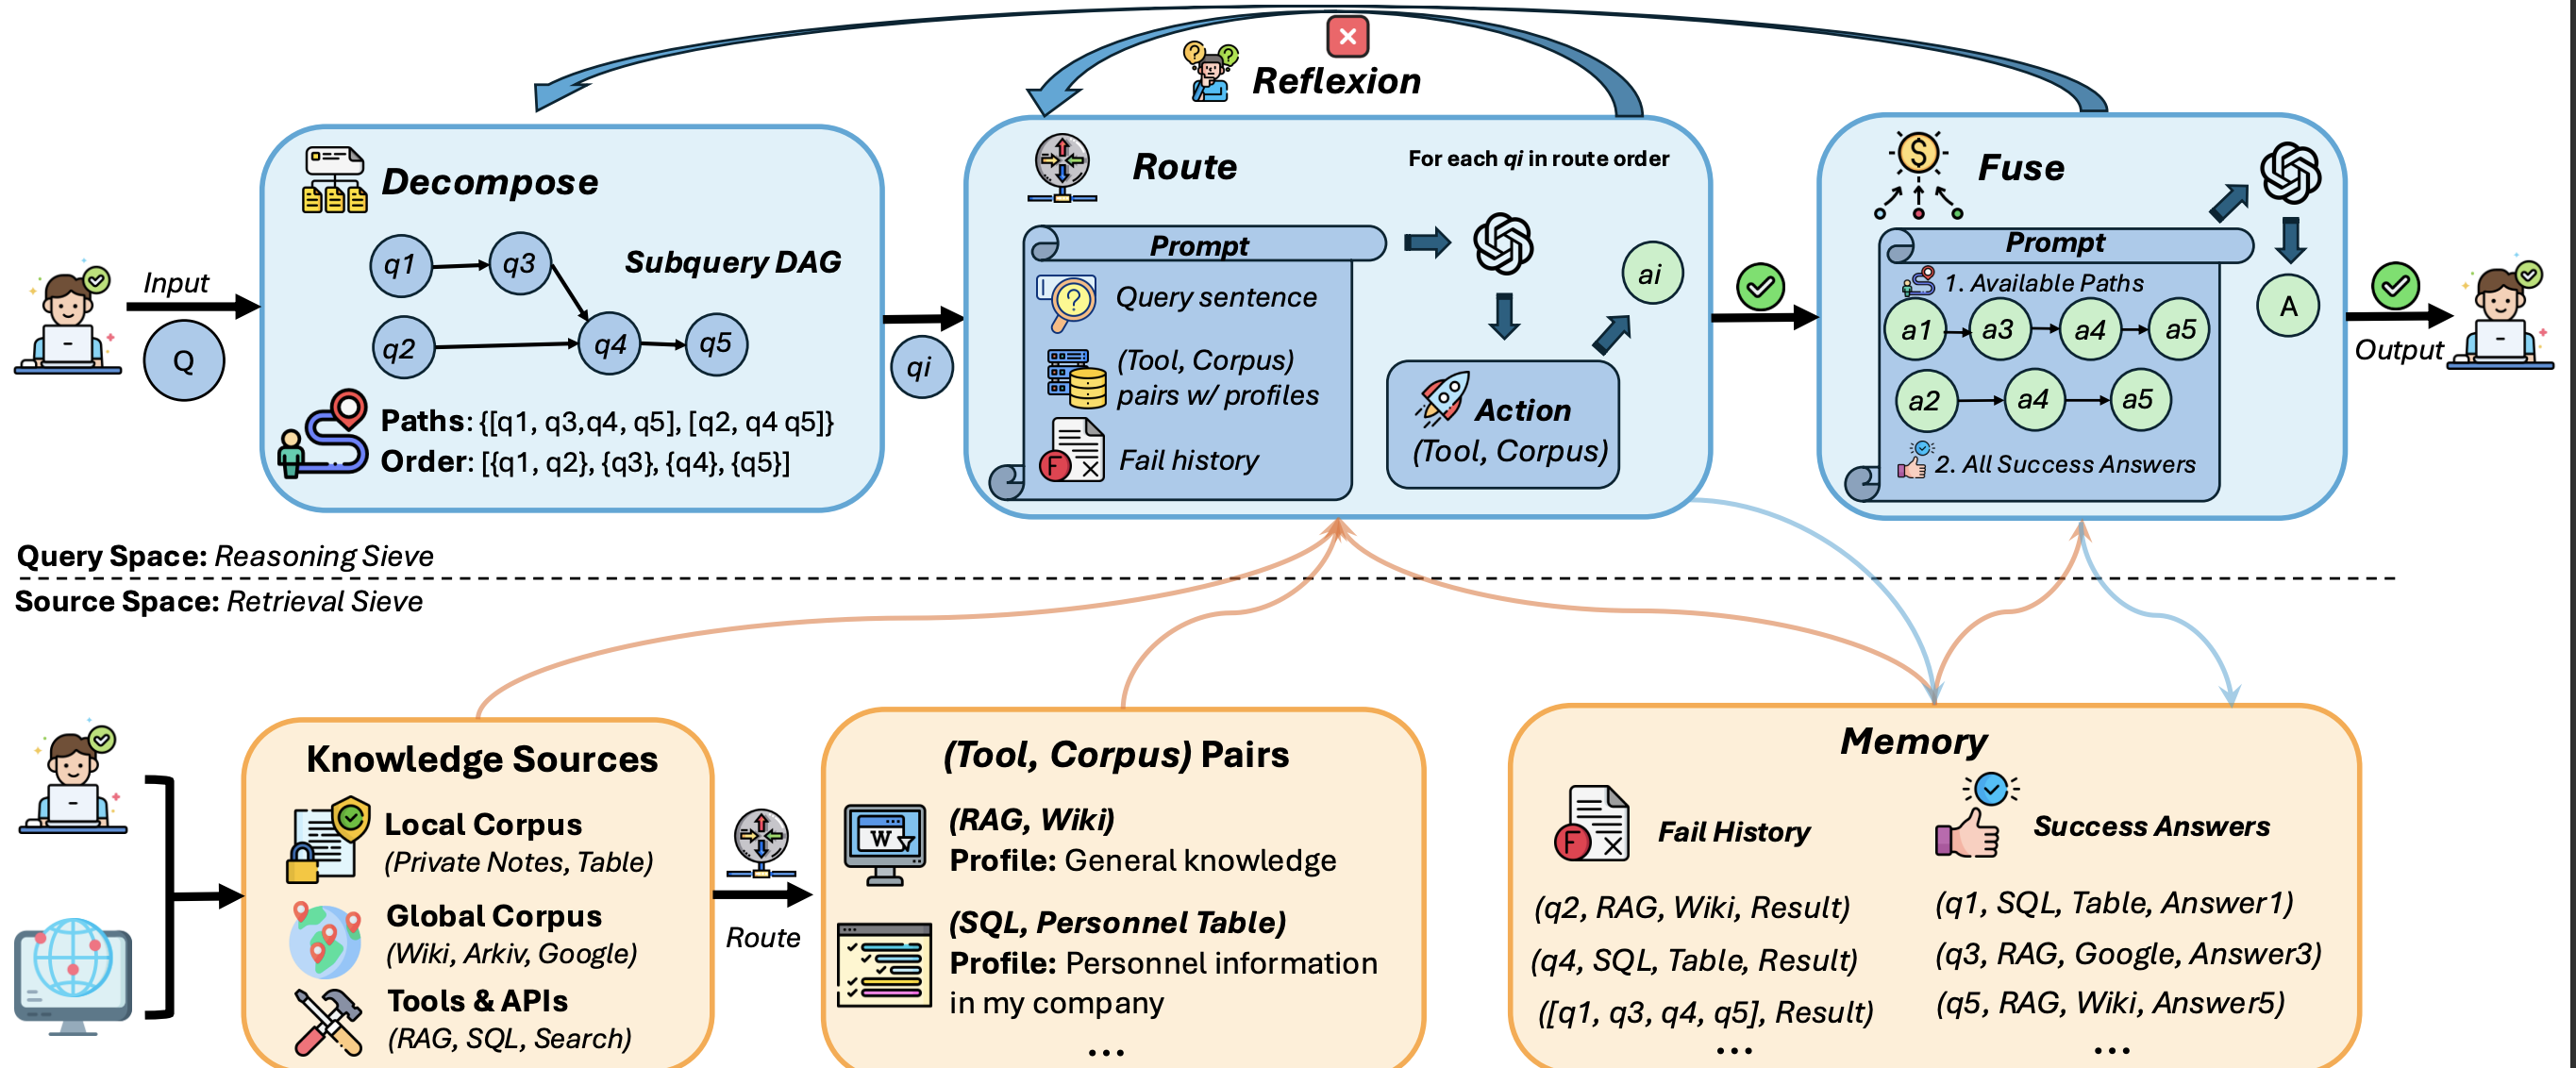 Reflexion
Decompose
q1
q3
Subquery DAG
q2
q4
q5
Paths: {[q1, q3,q4, q5], [q2, q4 q5]}
Order: [{q1, q2}, {q3}, {q4}, {q5}]
Input
Q
qi
Route
For each qi in route order
Prompt
Query sentence
(Tool, Corpus)
pairs w/ profiles
F
Fail history
ai
Action
(Tool, Corpus)
Fuse
$
Prompt
1. Available Paths
a1
a3
a4
a5
a2
a4
a5
2. All Success Answers
A
Output
Query Space: Reasoning Sieve
Source Space: Retrieval Sieve
Knowledge Sources
Local Corpus
(Private Notes, Table)
Global Corpus
(Wiki, Arkiv, Google)
Tools & APIs
(RAG, SQL, Search)
Route
(Tool, Corpus) Pairs
W
(RAG, Wiki)
Profile: General knowledge
(SQL, Personnel Table)
Profile: Personnel information
in my company
...
Memory
F
Fail History
(q2, RAG, Wiki, Result)
(q4, SQL, Table, Result)
([q1, q3, q4, q5], Result)
...
Success Answers
(q1, SQL, Table, Answer1)
(q3, RAG, Google, Answer3)
(q5, RAG, Wiki, Answer5)
...